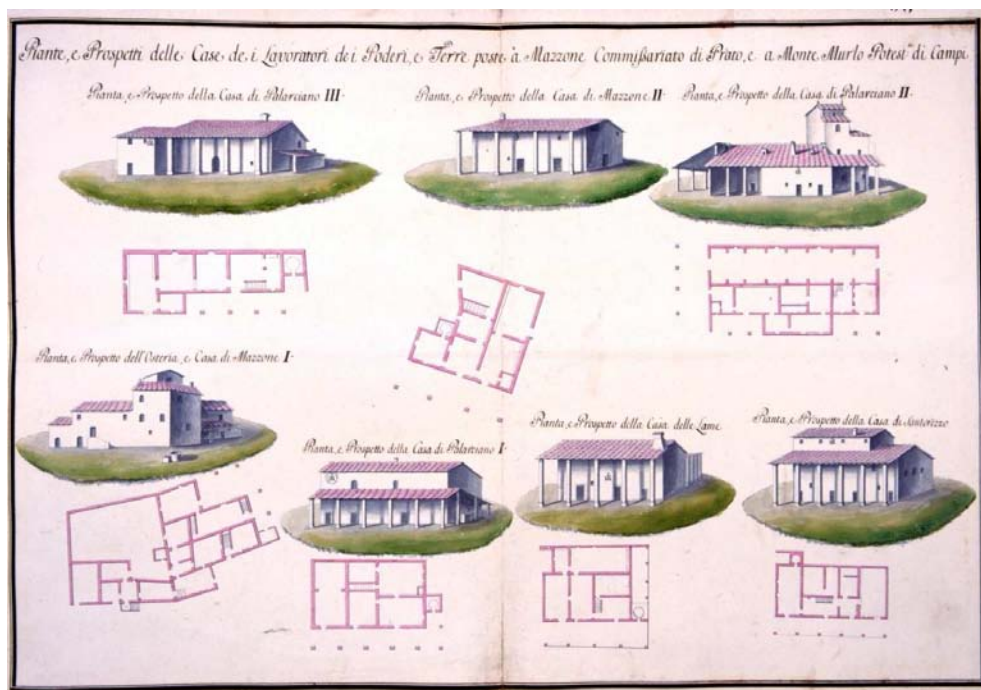 Piante, e Prospetti delle Case de i Lavoratori de i Poderi, e Terre poste à Mazzone Commissariato di Prato, e a Monte Murlo Potest.ª di Campi
Pianta, e Prospetto della Casa di Palarciano III.
Pianta, e Prospetto della Casa di Mazzone II.
Pianta, e Prospetto della Casa di Palarciano II.
Pianta, e Prospetto dell'Osteria, e Casa di Mazzone I.
Pianta, e Prospetto della Casa di Palarciano I.
Pianta, e Prospetto della Casa delle Lame
Pianta, e Prospetto della Casa di